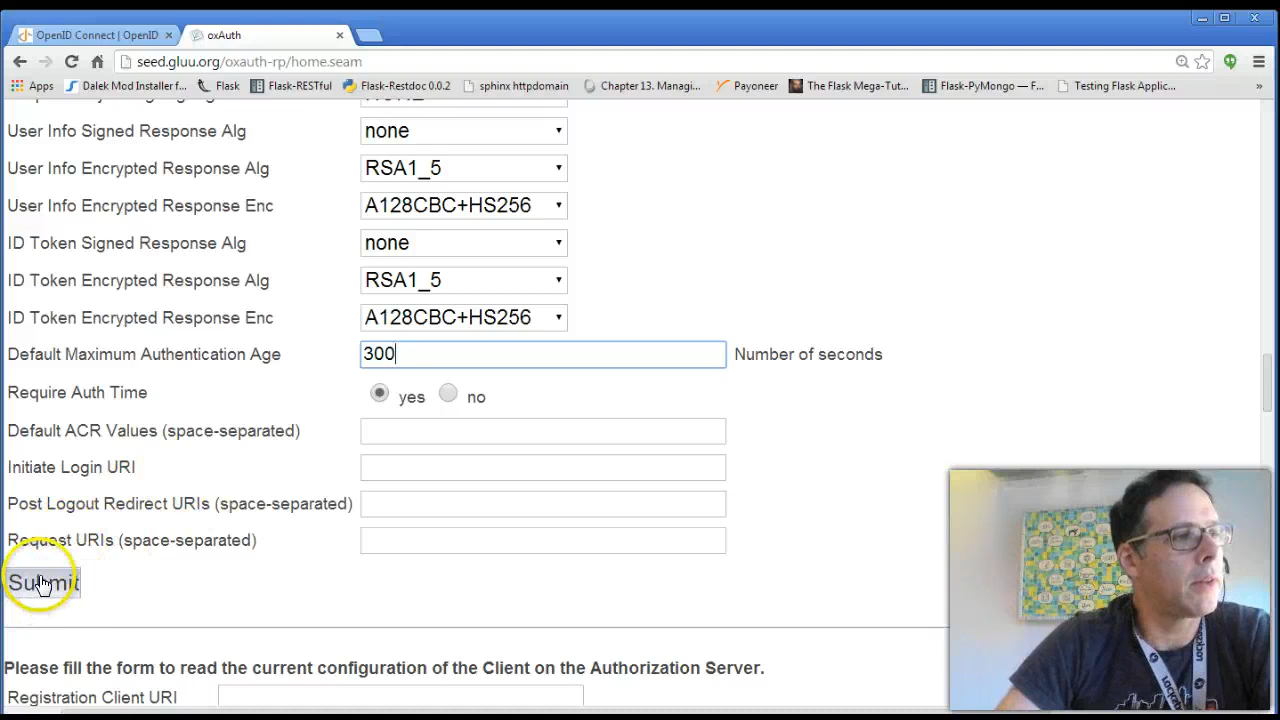 OpenID Connect | OpenID
oxAuth
seed.gluu.org/oxauth-rp/home.seam
Apps
Dalek Mod Installer f...
Flask
Flask-RESTful
Flask-Restdoc 0.0.2
sphinx httpdomain
Chapter 13. Managi...
Payoneer
The Flask Mega-Tut...
Flask-PyMongo — F...
Testing Flask Applic...
»
User Info Signed Response Alg none
User Info Encrypted Response Alg RSA1_5
User Info Encrypted Response Enc A128CBC+HS256
ID Token Signed Response Alg none
ID Token Encrypted Response Alg RSA1_5
ID Token Encrypted Response Enc A128CBC+HS256
Default Maximum Authentication Age 300 Number of seconds
Require Auth Time yes no
Default ACR Values (space-separated)
Initiate Login URI
Post Logout Redirect URIs (space-separated)
Request URIs (space-separated)
Submit
Please fill the form to read the current configuration of the Client on the Authorization Server.
Registration Client URI